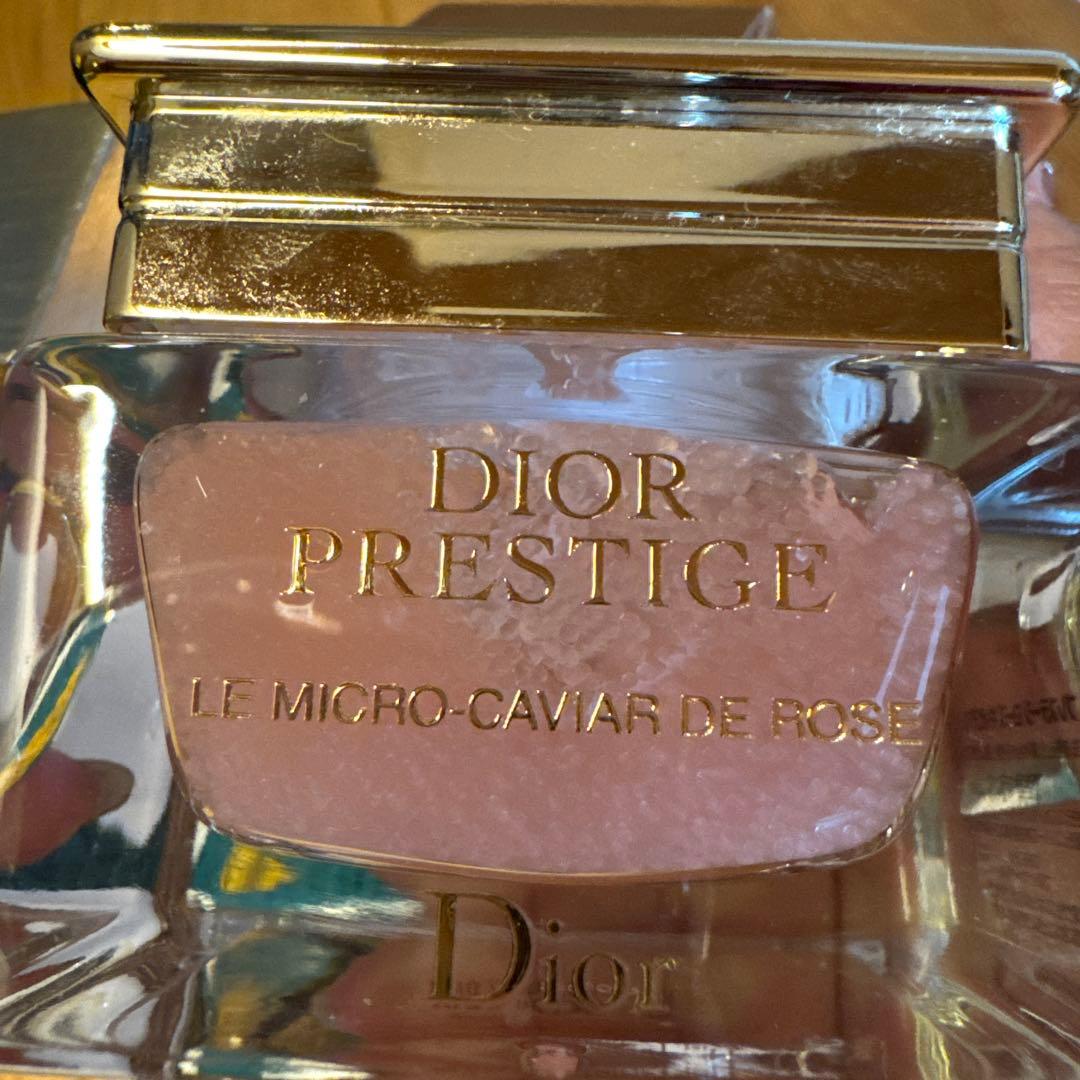 DIOR
PRESTIGE
LE MICRO-CAVIAR DE ROSE
Dior